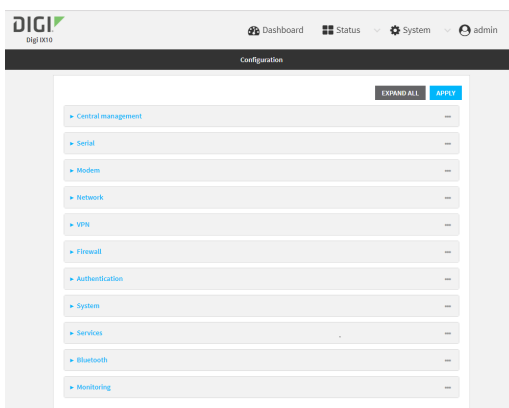 DIGI.
Digi IX10
Dashboard Status System admin
Configuration
EXPAND ALL APPLY
Central management
Serial
Modem
Network
VPN
Firewall
Authentication
System
Services
Bluetooth
Monitoring